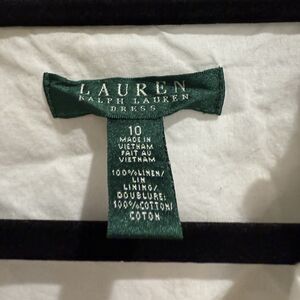 LAUREN
RALPH LAUREN
DRESS
10
MADE IN
VIETNAM
FAIT AU
VIETNAM
100%LINEN/
LIN
LINING/
DOUBLURE:
100%COTTON/
COTON